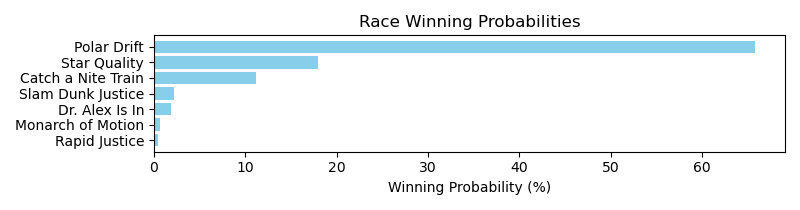 Race Winning Probabilities
Polar Drift
Star Quality
Catch a Nite Train
Slam Dunk Justice
Dr. Alex Is In
Monarch of Motion
Rapid Justice
0 10 20 30 40 50 60
Winning Probability (%)